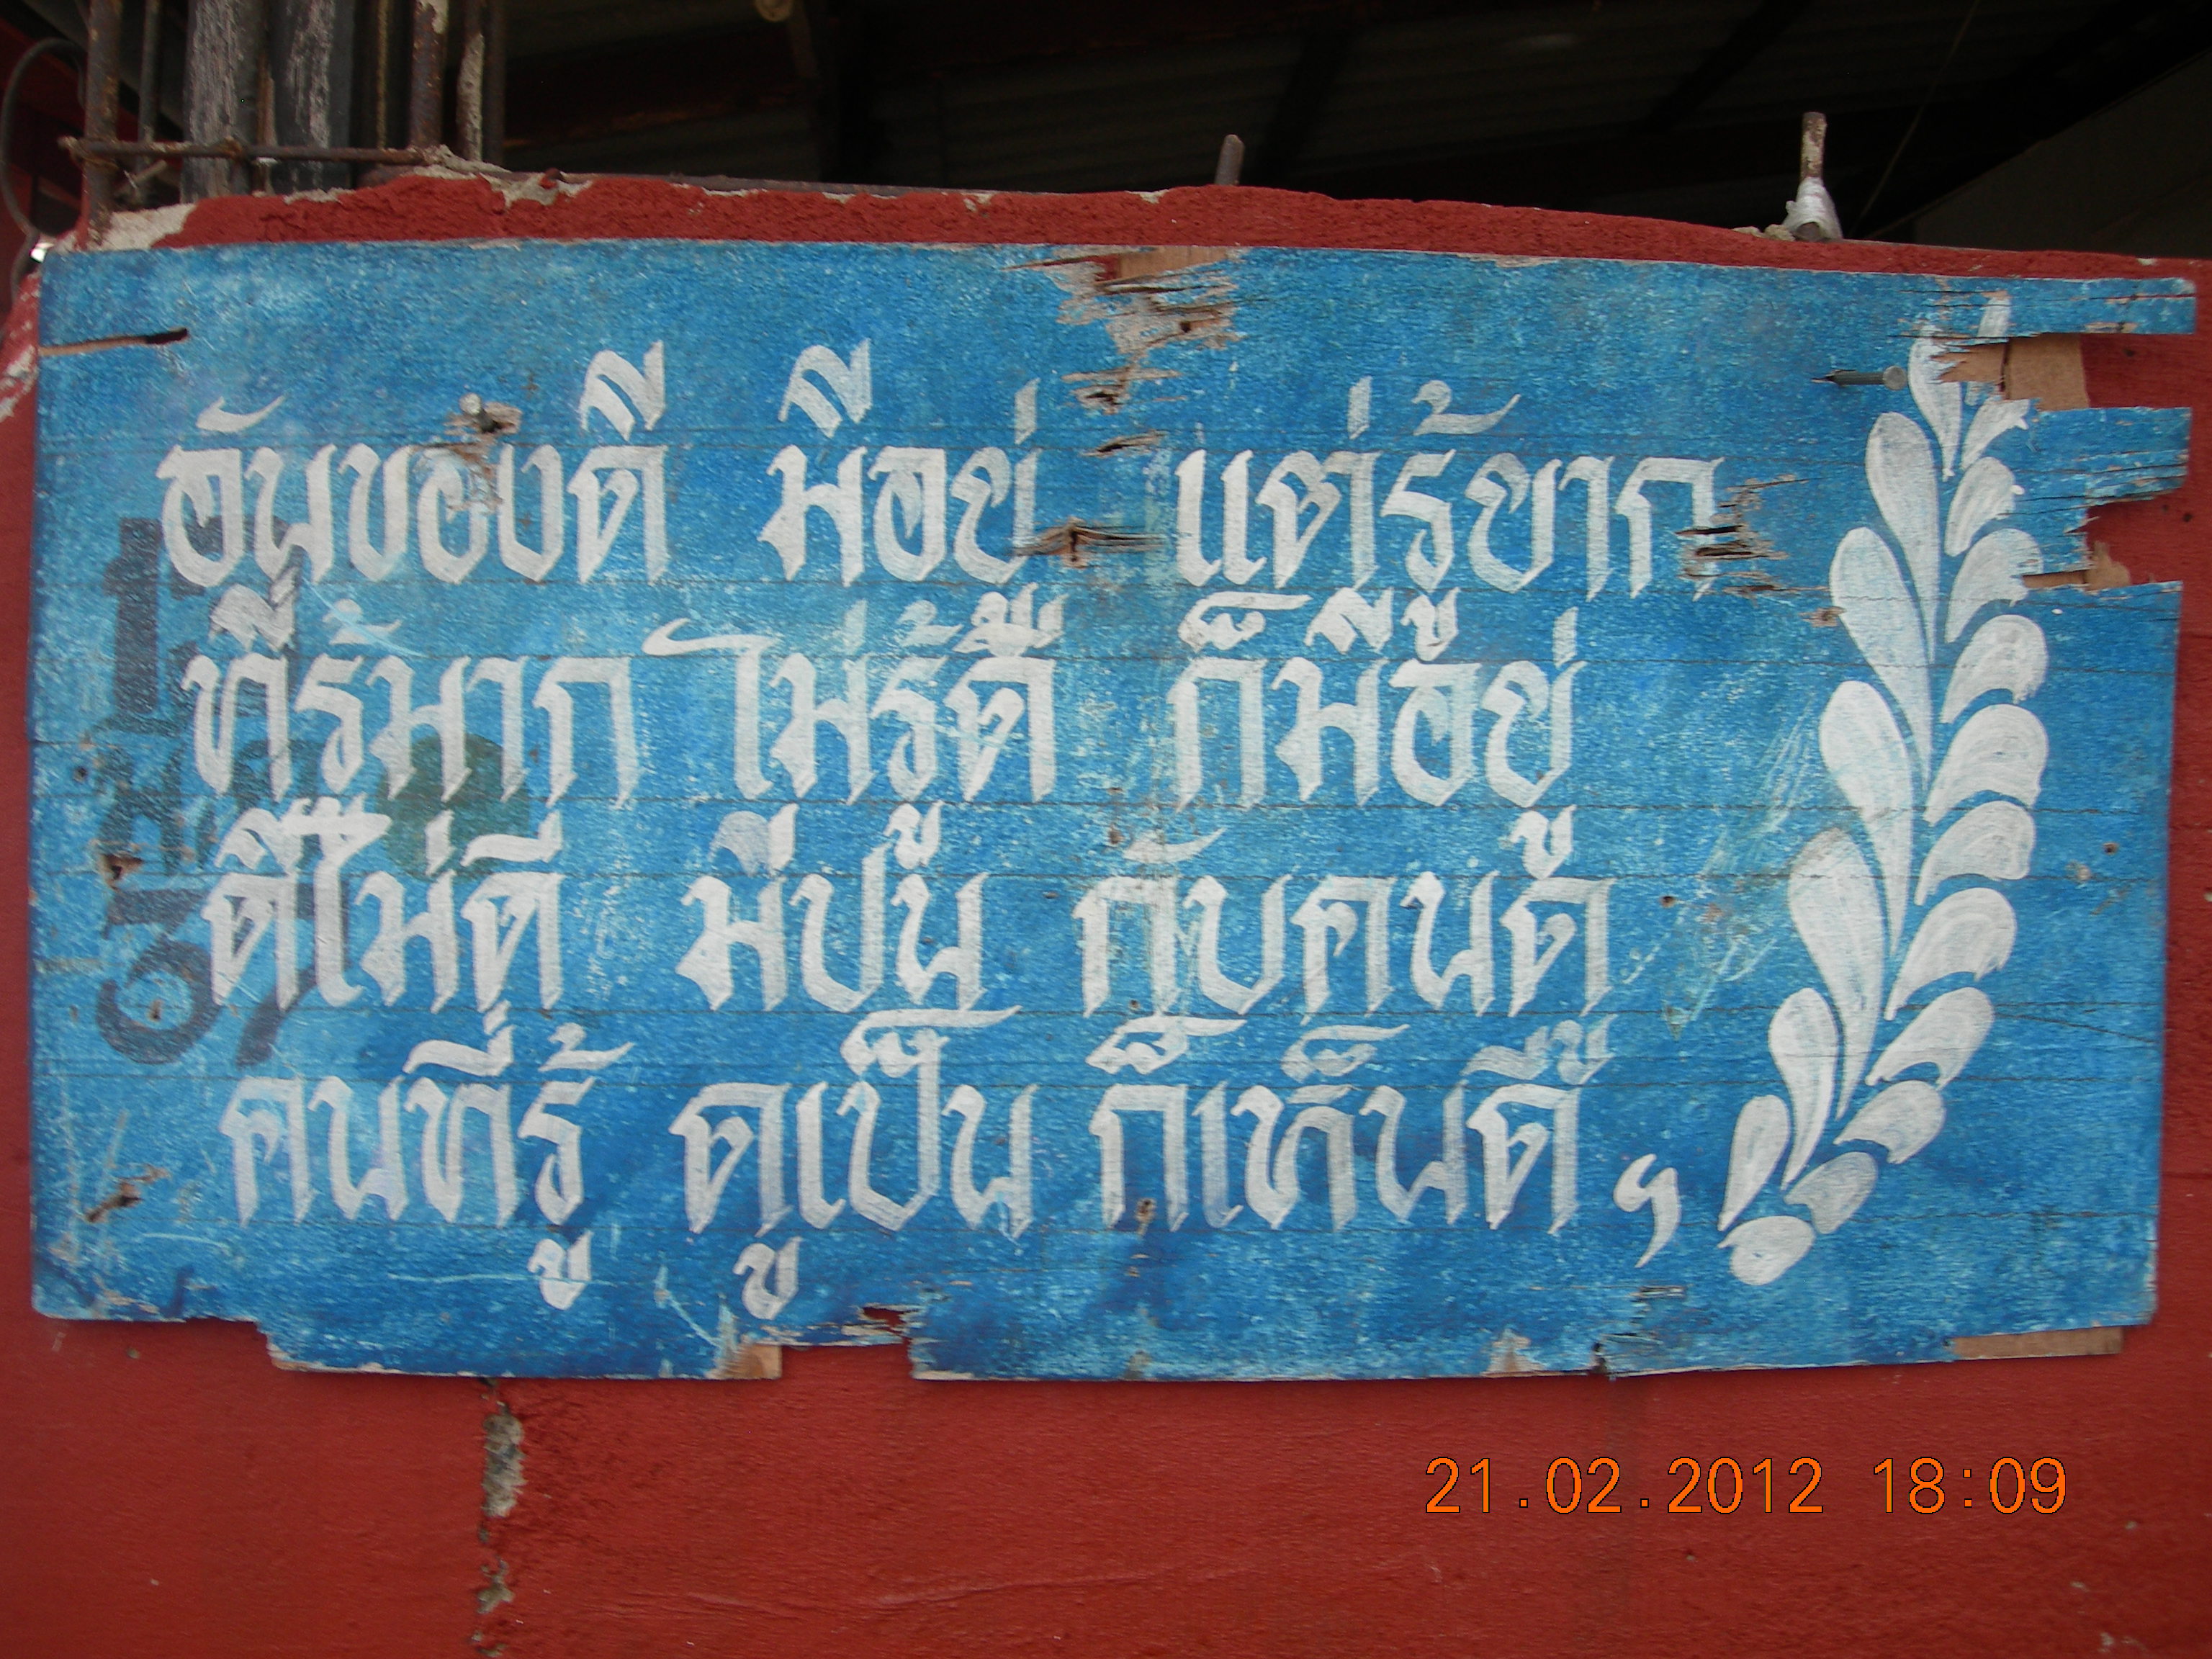 อันของดี มีอยู่ แต่รู้ยาก
ที่รู้มาก ไม่รู้ดี ก็มีอยู่
ดีไม่ดี มีปน กับคนดู
คนที่รู้ ดูเป็น ก็เห็นดี ฯ
21.02.2012 18:09